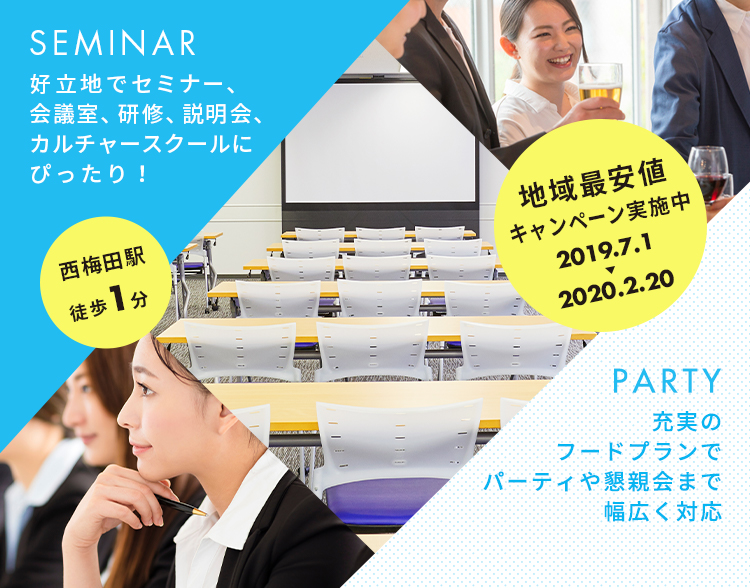 SEMINAR
好立地でセミナー、
会議室、研修、説明会、
カルチャースクールに
ぴったり！
西梅田駅
徒歩1分
地域最安値
キャンペーン実施中
2019.7.1
▼
2020.2.20
PARTY
充実の
フードプランで
パーティや懇親会まで
幅広く対応